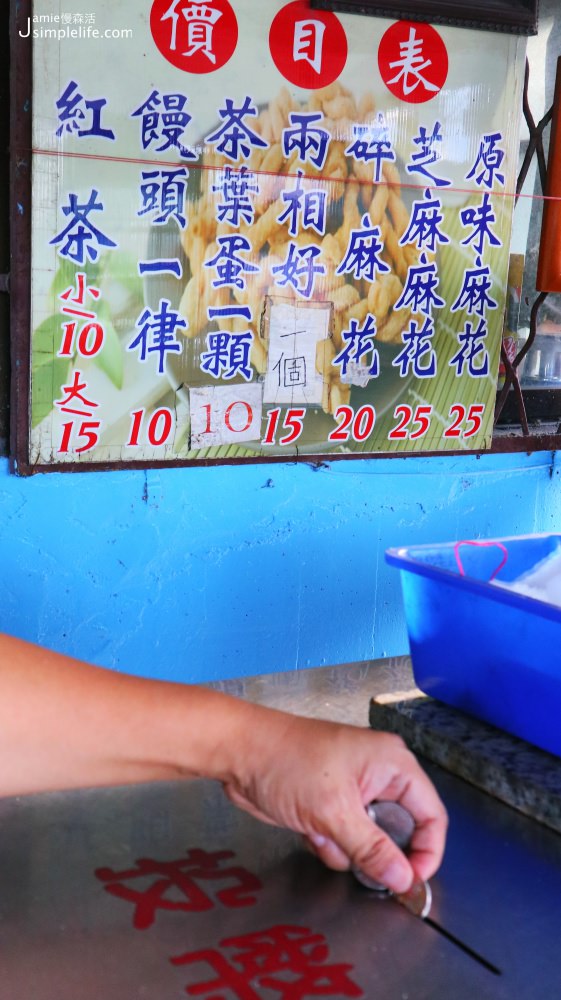 Jamie慢森活
Jsimplelife.com
價目表
原味麻花 25
芝麻麻花 25
碎麻花 20
兩相好一個 15
茶葉蛋一顆 10
饅頭一律 10
紅茶 小10 大15
投